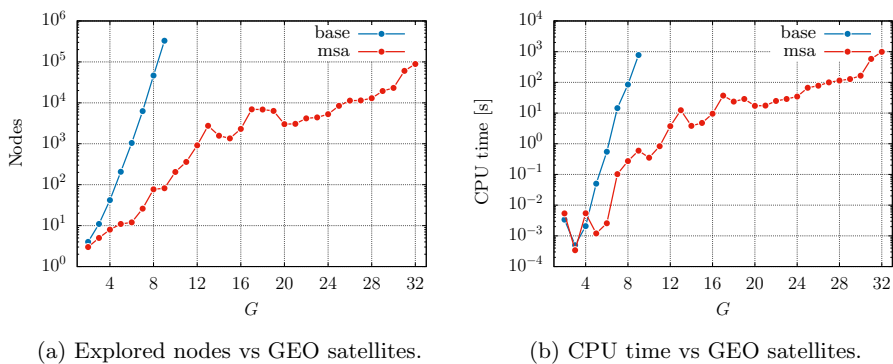 10^6
10^5
10^4
10^3
10^2
10^1
10^0
Nodes
base
msa
4 8 12 16 20 24 28 32
G
(a) Explored nodes vs GEO satellites.
10^4
10^3
10^2
10^1
10^0
10^−1
10^−2
10^−3
10^−4
CPU time [s]
base
msa
4 8 12 16 20 24 28 32
G
(b) CPU time vs GEO satellites.